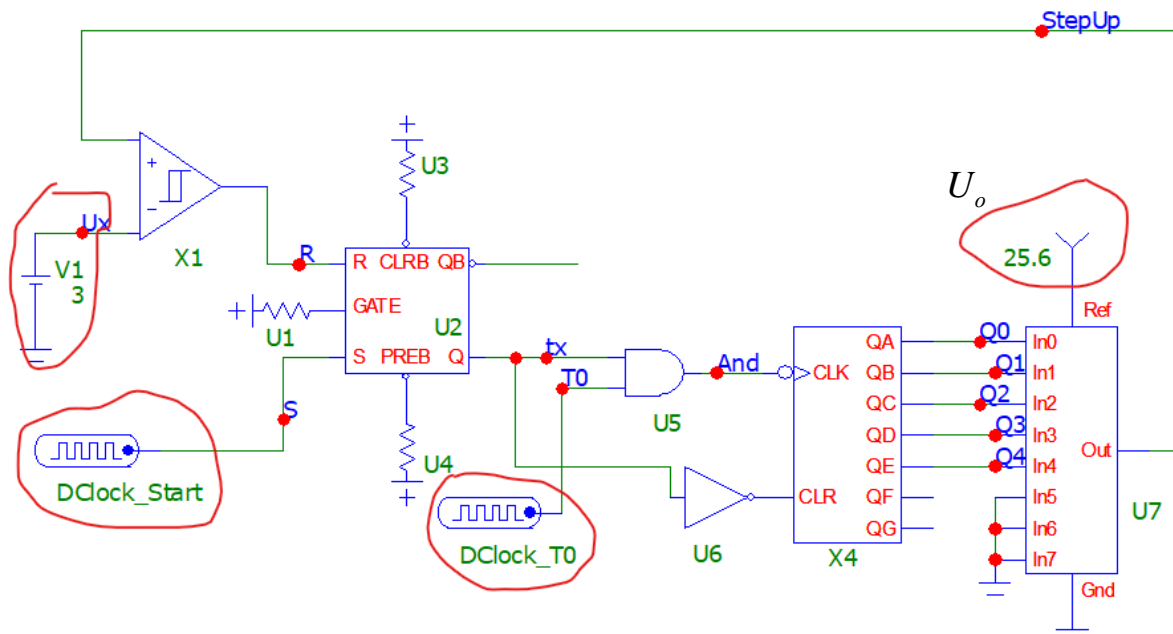 StepUp
+
U3
+
−
Ux
X1
R
V1
3
R CLRB QB
+
U1
GATE
U2
S PREB Q
S
DClock_Start
U4
+
tx
T0
And
U5
DClock_T0
U6
CLK
CLR
QA
QB
QC
QD
QE
QF
QG
X4
Q0
Q1
Q2
Q3
Q4
Uo
25.6
Ref
In0
In1
In2
In3
In4
In5
In6
In7
Out
U7
Gnd